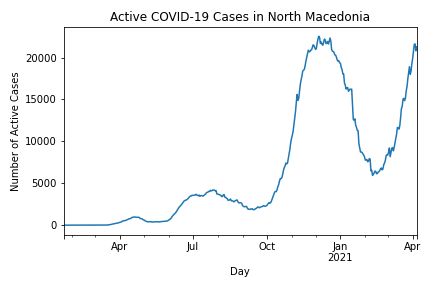 Active COVID-19 Cases in North Macedonia
Number of Active Cases
20000
15000
10000
5000
0
Apr
Jul
Oct
Jan
2021
Apr
Day